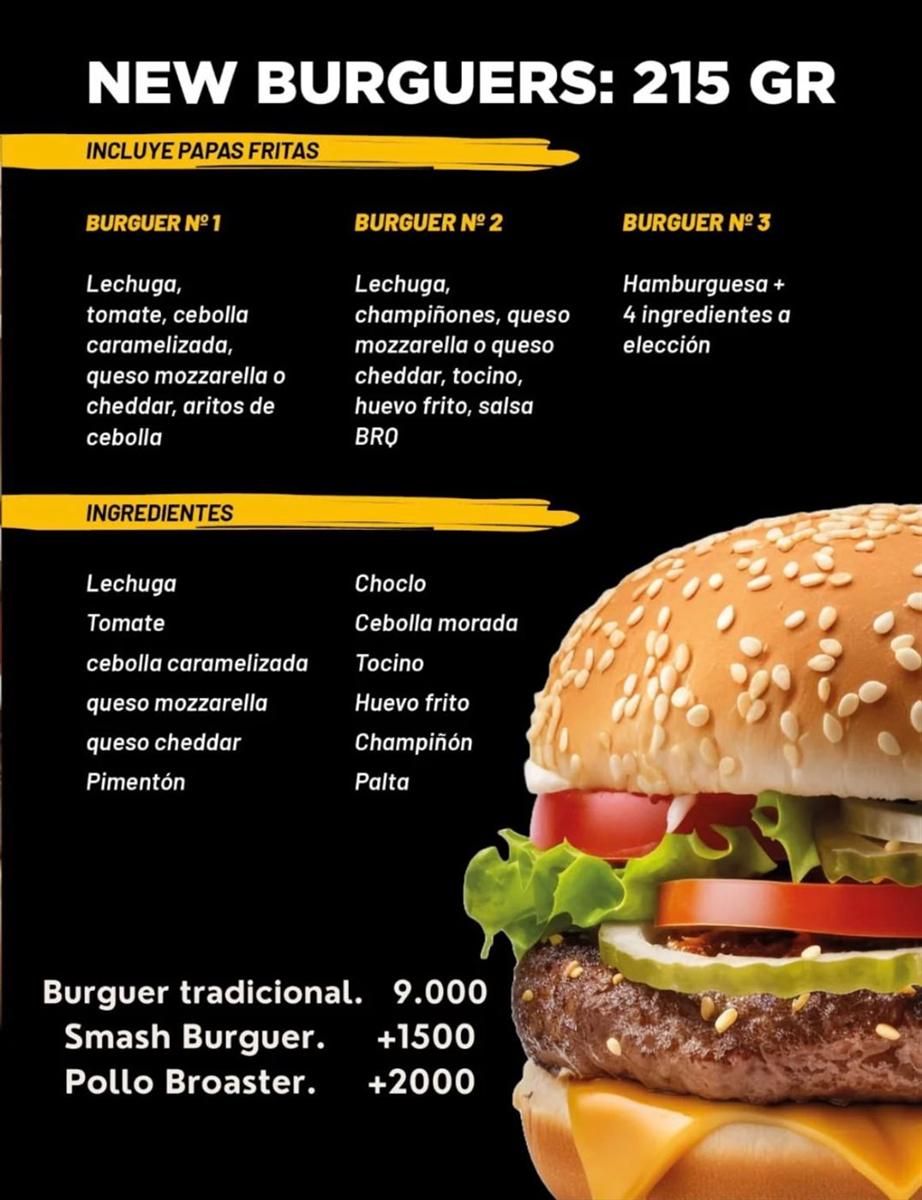 NEW BURGUERS: 215 GR
INCLUYE PAPAS FRITAS
BURGUER Nº 1
Lechuga,
tomate, cebolla
caramelizada,
queso mozzarella o
cheddar, aritos de
cebolla
BURGUER Nº 2
Lechuga,
champiñones, queso
mozzarella o queso
cheddar, tocino,
huevo frito, salsa
BRQ
BURGUER Nº 3
Hamburguesa +
4 ingredientes a
elección
INGREDIENTES
Lechuga
Tomate
cebolla caramelizada
queso mozzarella
queso cheddar
Pimentón
Choclo
Cebolla morada
Tocino
Huevo frito
Champiñón
Palta
Burguer tradicional. 9.000
Smash Burguer. +1500
Pollo Broaster. +2000